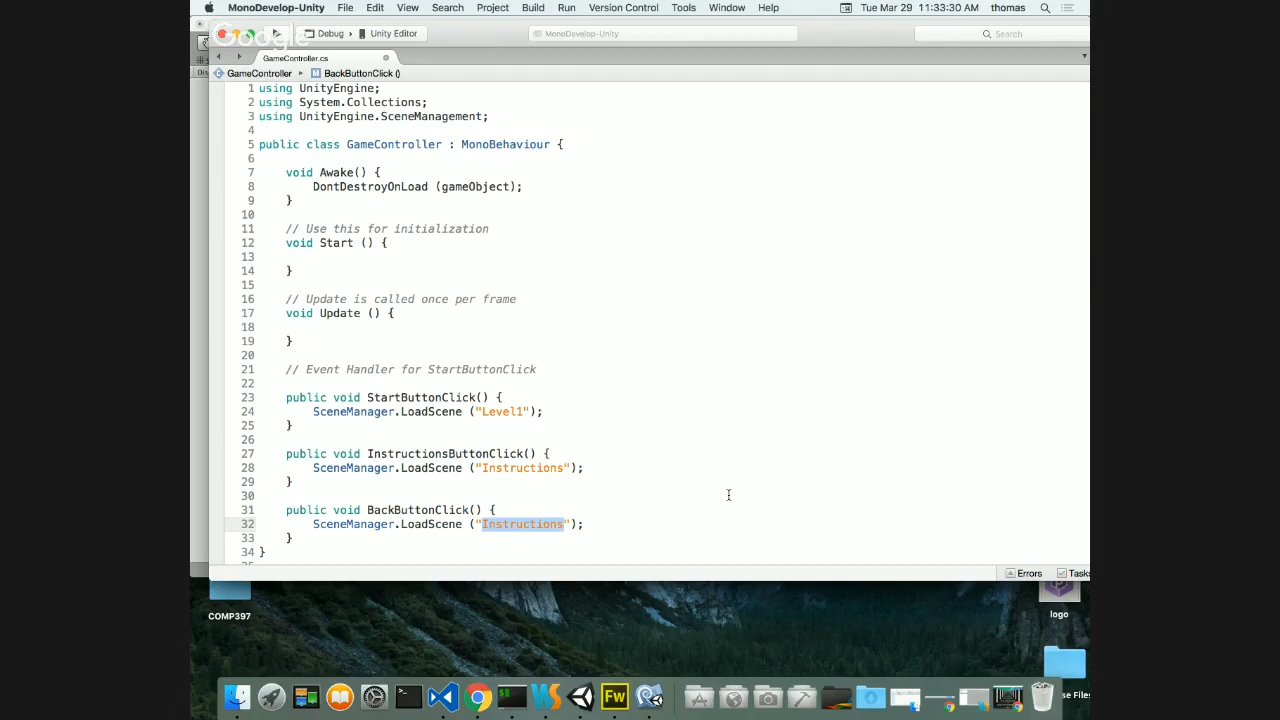 MonoDevelop-Unity File Edit View Search Project Build Run Version Control Tools Window Help Tue Mar 29 11:33:30 AM thomas
Google
Debug › Unity Editor
MonoDevelop-Unity
Search
GameController.cs
GameController ▸ BackButtonClick ()
1 using UnityEngine;
2 using System.Collections;
3 using UnityEngine.SceneManagement;
4
5 public class GameController : MonoBehaviour {
6
7 void Awake() {
8 DontDestroyOnLoad (gameObject);
9 }
10
11 // Use this for initialization
12 void Start () {
13
14 }
15
16 // Update is called once per frame
17 void Update () {
18
19 }
20
21 // Event Handler for StartButtonClick
22
23 public void StartButtonClick() {
24 SceneManager.LoadScene ("Level1");
25 }
26
27 public void InstructionsButtonClick() {
28 SceneManager.LoadScene ("Instructions");
29 }
30
31 public void BackButtonClick() {
32 SceneManager.LoadScene ("Instructions");
33 }
34 }
Errors Tasks
COMP397
logo
se Files
Fw